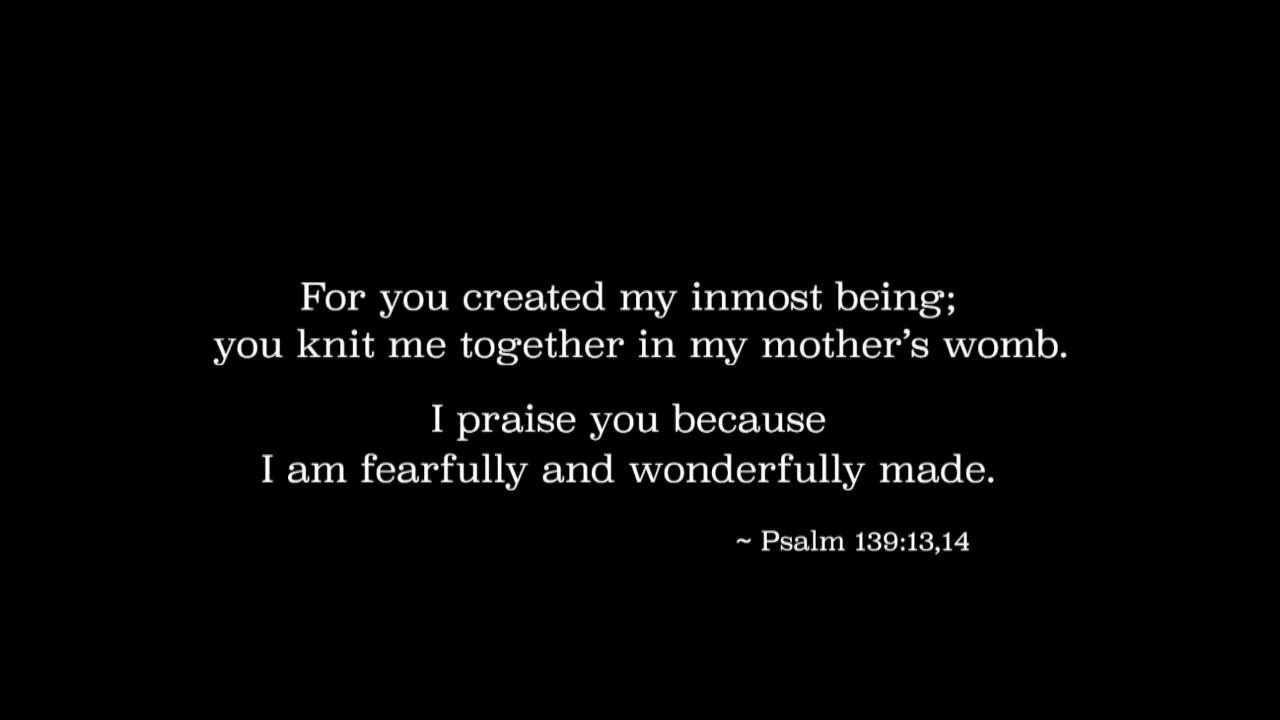 For you created my inmost being;
you knit me together in my mother’s womb.
I praise you because
I am fearfully and wonderfully made.
~ Psalm 139:13,14